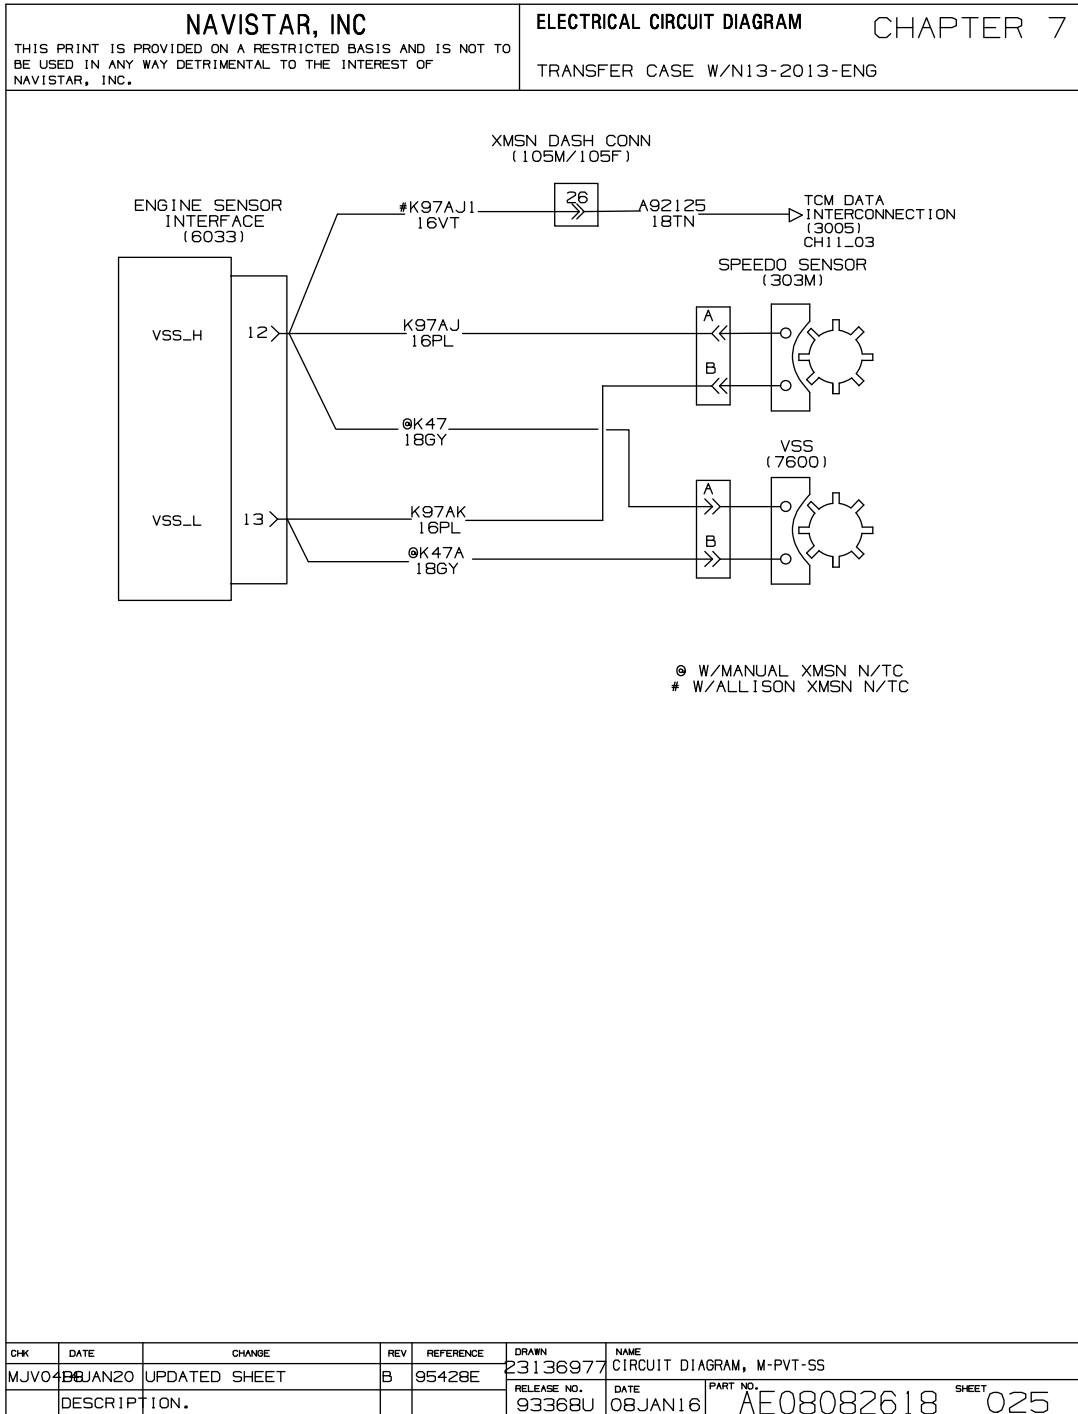 NAVISTAR, INC
THIS PRINT IS PROVIDED ON A RESTRICTED BASIS AND IS NOT TO
BE USED IN ANY WAY DETRIMENTAL TO THE INTEREST OF
NAVISTAR, INC.
ELECTRICAL CIRCUIT DIAGRAM
CHAPTER 7
TRANSFER CASE W/N13-2013-ENG
XMSN DASH CONN
(105M/105F)
ENGINE SENSOR
INTERFACE
(6033)
#K97AJ1
16VT
26
A92125
18TN
TCM DATA
INTERCONNECTION
(3005)
CH11_03
SPEEDO SENSOR
(303M)
VSS_H
12
K97AJ
16PL
A
B
@K47
18GY
VSS
(7600)
A
B
VSS_L
13
K97AK
16PL
@K47A
18GY
@ W/MANUAL XMSN N/TC
# W/ALLISON XMSN N/TC
CHK DATE CHANGE REV REFERENCE
UPDATED SHEET B 95428E
DESCRIPTION.
DRAWN
23136977
NAME
CIRCUIT DIAGRAM, M-PVT-SS
RELEASE NO.
93368U
DATE
08JAN16
PART NO.
AE08082618
SHEET
025